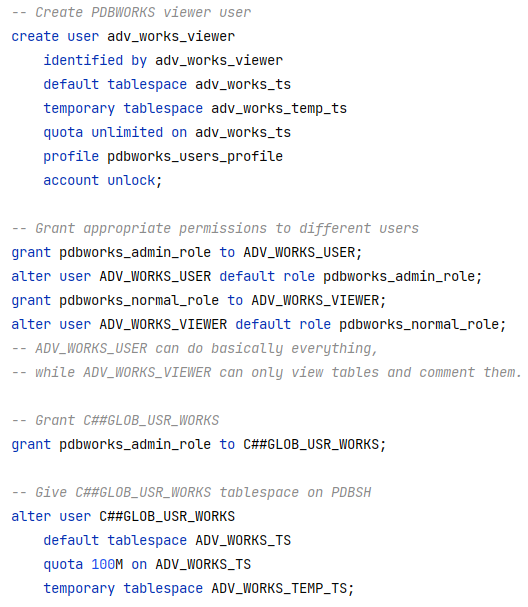 -- Create PDBWORKS viewer user
create user adv_works_viewer
    identified by adv_works_viewer
    default tablespace adv_works_ts
    temporary tablespace adv_works_temp_ts
    quota unlimited on adv_works_ts
    profile pdbworks_users_profile
    account unlock;

-- Grant appropriate permissions to different users
grant pdbworks_admin_role to ADV_WORKS_USER;
alter user ADV_WORKS_USER default role pdbworks_admin_role;
grant pdbworks_normal_role to ADV_WORKS_VIEWER;
alter user ADV_WORKS_VIEWER default role pdbworks_normal_role;
-- ADV_WORKS_USER can do basically everything,
-- while ADV_WORKS_VIEWER can only view tables and comment them.

-- Grant C##GLOB_USR_WORKS
grant pdbworks_admin_role to C##GLOB_USR_WORKS;

-- Give C##GLOB_USR_WORKS tablespace on PDBSH
alter user C##GLOB_USR_WORKS
    default tablespace ADV_WORKS_TS
    quota 100M on ADV_WORKS_TS
    temporary tablespace ADV_WORKS_TEMP_TS;